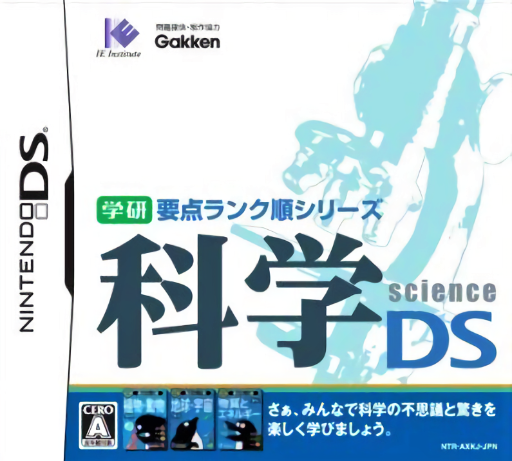 IE Institute
問題提供・制作協力
Gakken
NINTENDO DS
学研 要点ランク順シリーズ
科学
science
DS
CERO
A
植物・動物
地球・宇宙
物質とエネルギー
さぁ、みんなで科学の不思議と驚きを
楽しく学びましょう。
NTR-AXKJ-JPN